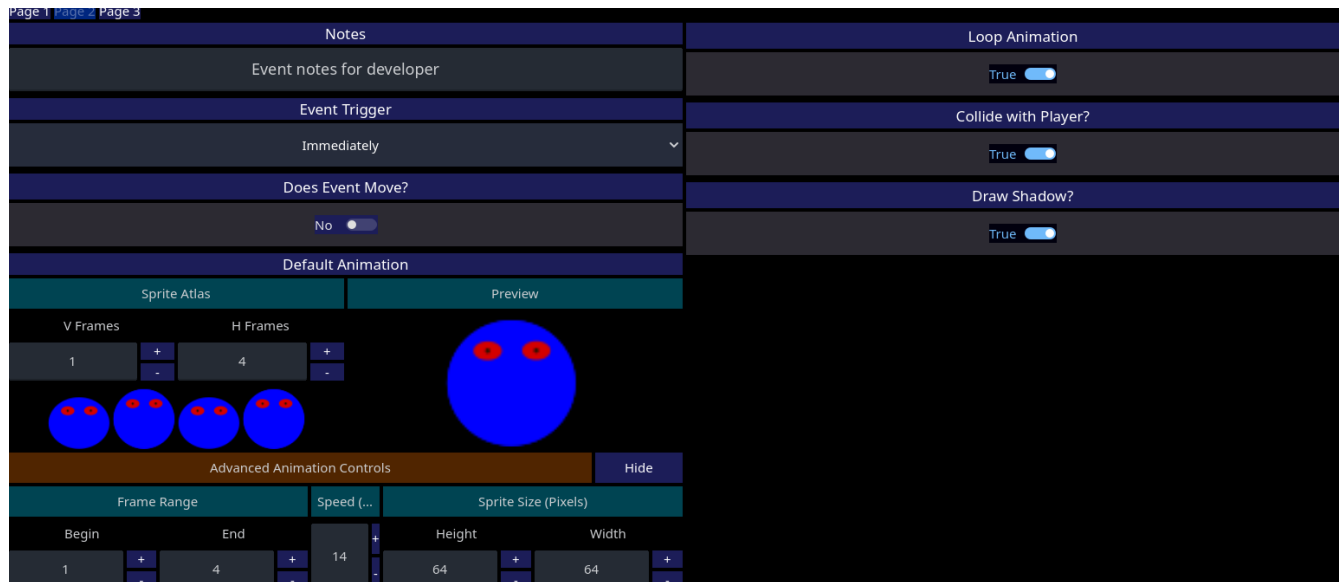 Page 1 Page 2 Page 3
Notes
Event notes for developer
Event Trigger
Immediately
Does Event Move?
No
Default Animation
Sprite Atlas Preview
V Frames H Frames
1 + - 4 + -
Advanced Animation Controls Hide
Frame Range Speed (... Sprite Size (Pixels)
Begin End Height Width
1 + - 4 + - 14 + - 64 + - 64 + -
Loop Animation
True
Collide with Player?
True
Draw Shadow?
True